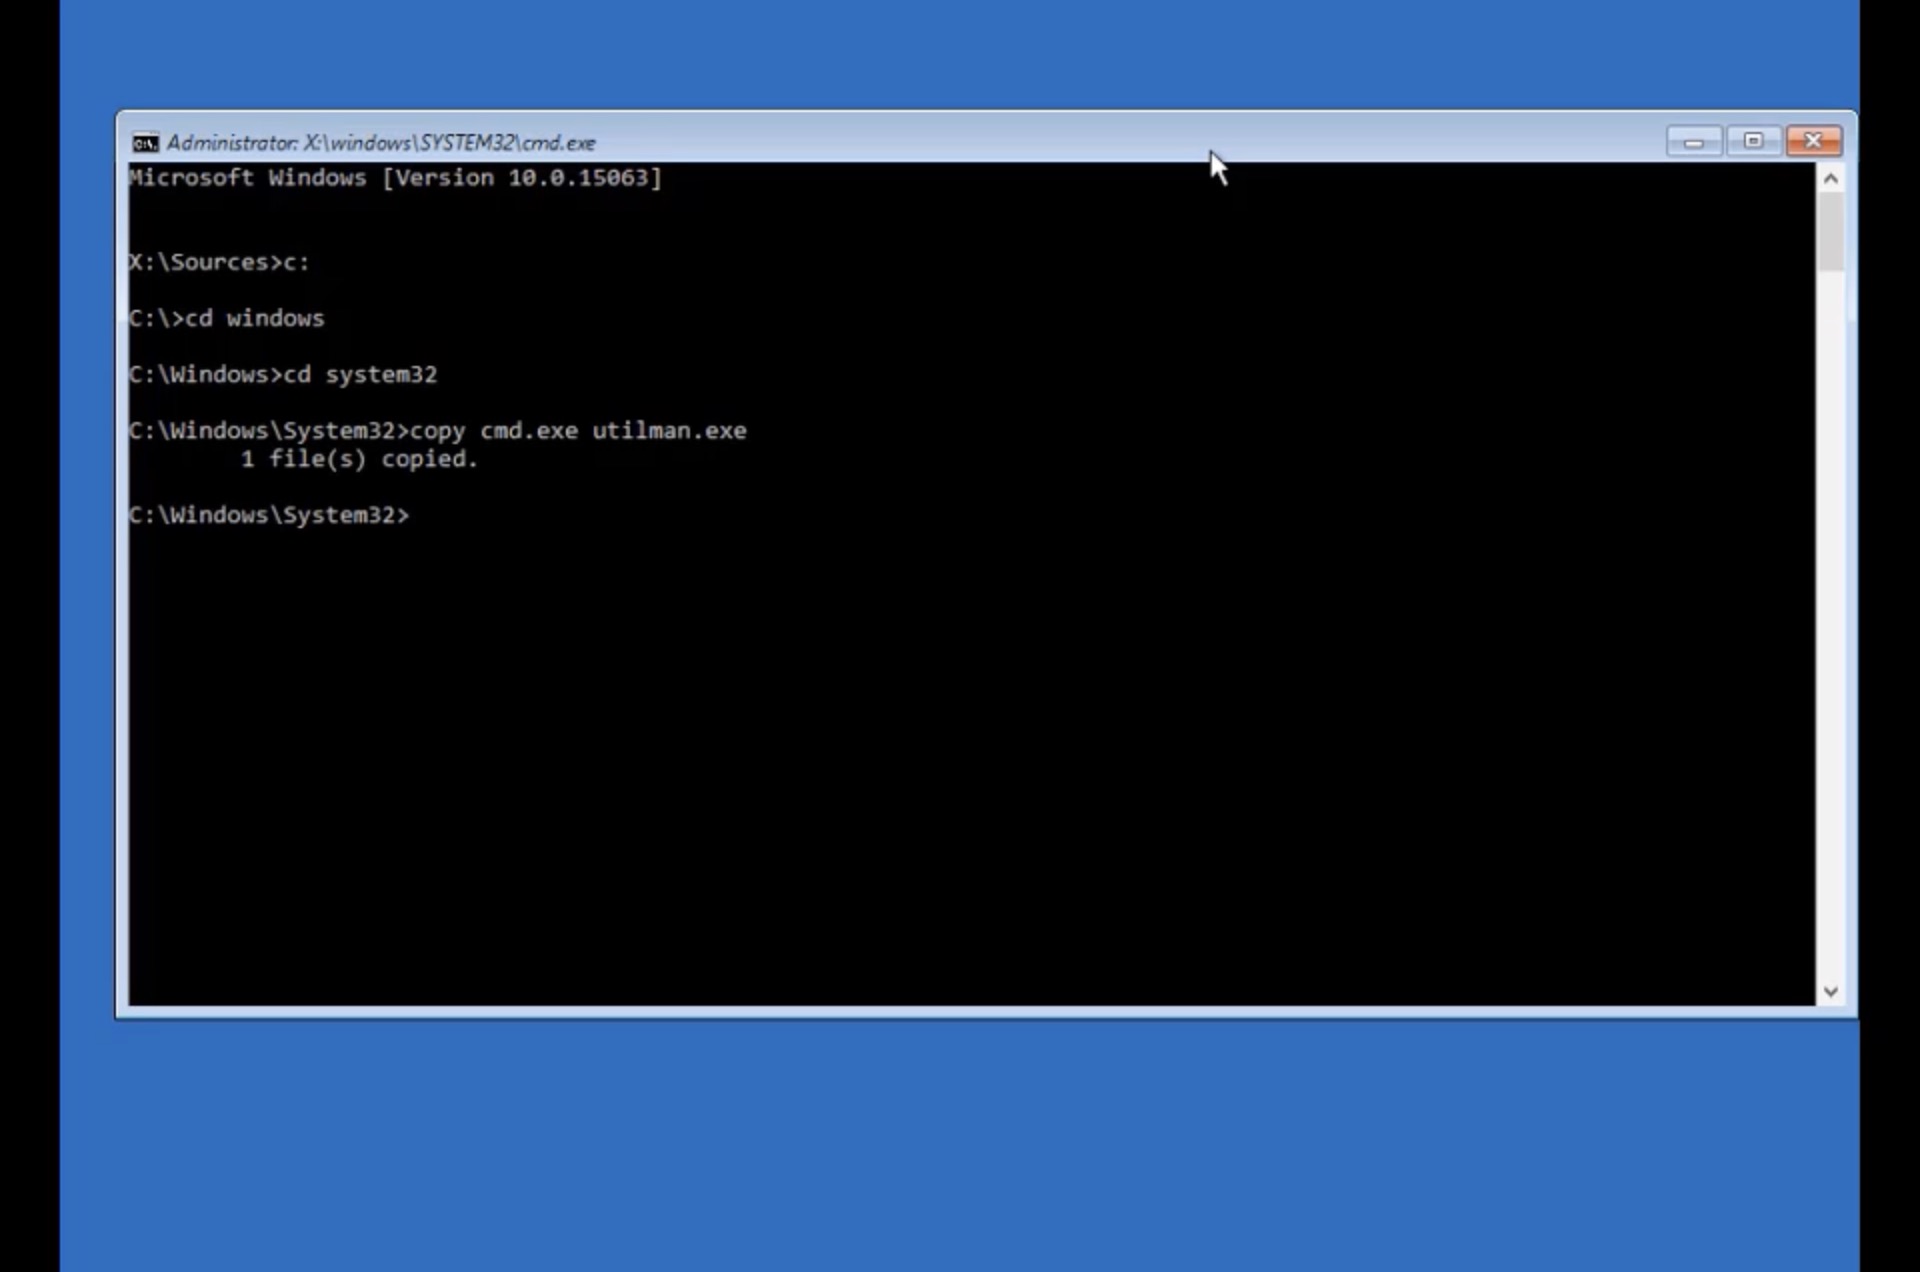 Administrator: X:\windows\SYSTEM32\cmd.exe
Microsoft Windows [Version 10.0.15063]
X:\Sources>c:
C:\>cd windows
C:\Windows>cd system32
C:\Windows\System32>copy cmd.exe utilman.exe
        1 file(s) copied.
C:\Windows\System32>